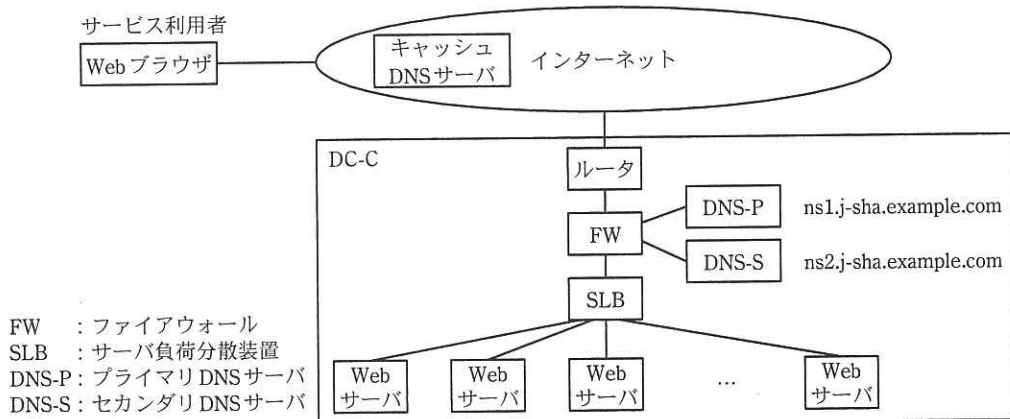 サービス利用者
Webブラウザ
キャッシュ
DNSサーバ
インターネット
DC-C
ルータ
DNS-P
ns1.j-sha.example.com
FW
DNS-S
ns2.j-sha.example.com
SLB
Web
サーバ
Web
サーバ
Web
サーバ
…
Web
サーバ
FW :ファイアウォール
SLB :サーバ負荷分散装置
DNS-P:プライマリDNSサーバ
DNS-S:セカンダリDNSサーバ